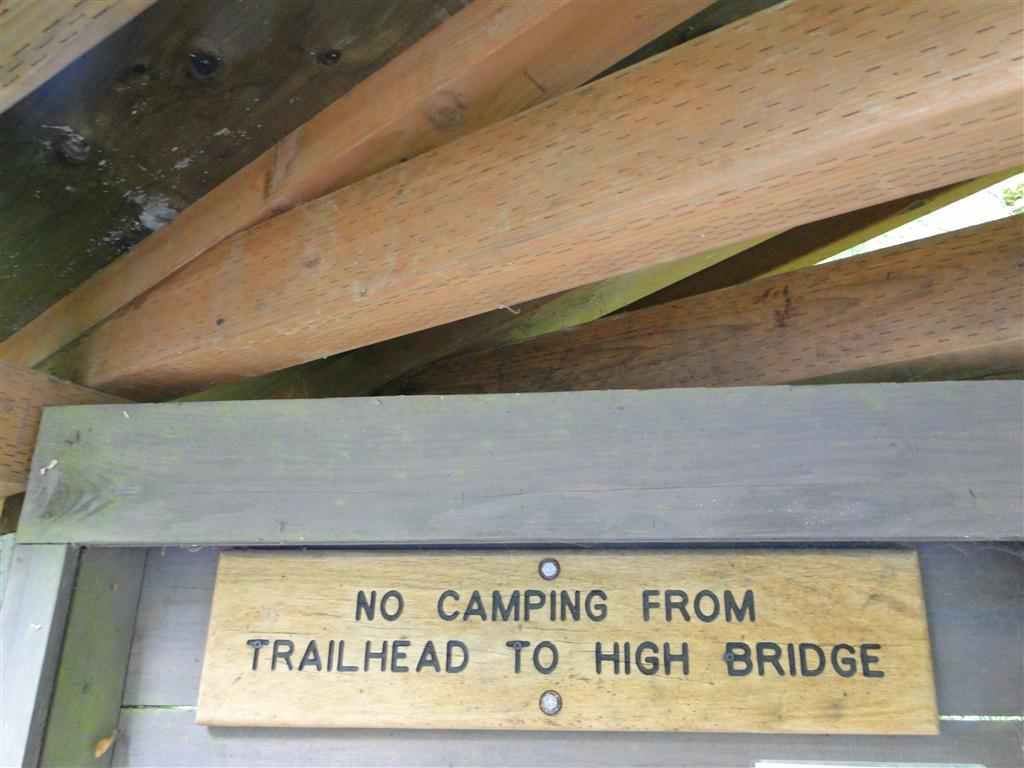 NO CAMPING FROM
TRAILHEAD TO HIGH BRIDGE